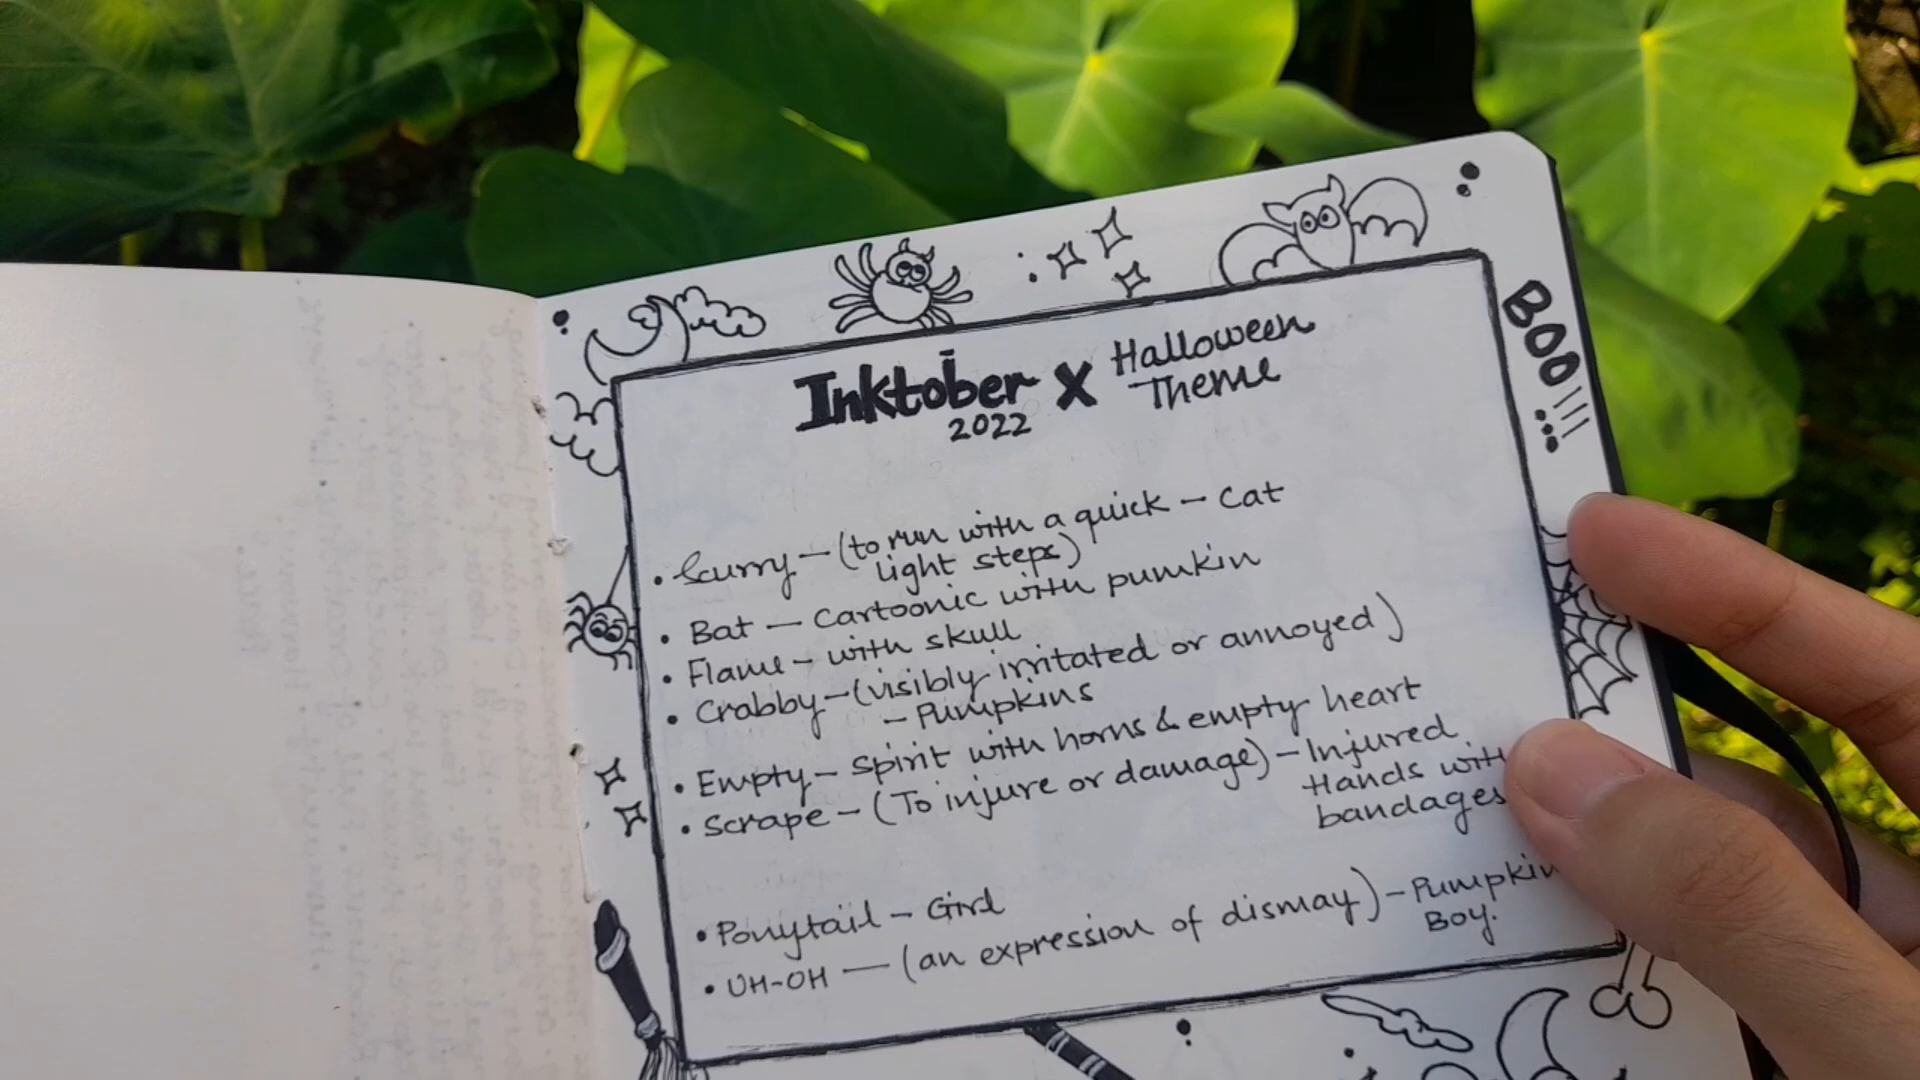 Inktober X Halloween Theme
2022
BOO!!!
• Scurry – (to run with a quick – Cat
light steps)
• Bat – Cartoonic with pumkin
• Flame – with skull
• Crabby – (visibly irritated or annoyed)
– Pumpkins
• Empty – Spirit with horns & empty heart
• Scrape – (To injure or damage) – Injured
Hands with
bandages
• Ponytail – Girl
• UH-OH – (an expression of dismay) – Pumpkin
Boy.